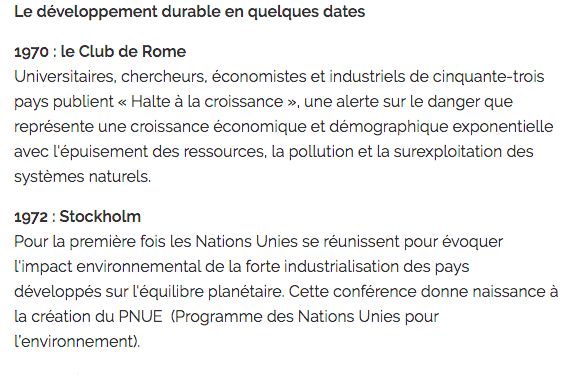 Le développement durable en quelques dates
1970 : le Club de Rome
Universitaires, chercheurs, économistes et industriels de cinquante-trois
pays publient « Halte à la croissance », une alerte sur le danger que
représente une croissance économique et démographique exponentielle
avec l'épuisement des ressources, la pollution et la surexploitation des
systèmes naturels.
1972 : Stockholm
Pour la première fois les Nations Unies se réunissent pour évoquer
l'impact environnemental de la forte industrialisation des pays
développés sur l'équilibre planétaire. Cette conférence donne naissance à
la création du PNUE  (Programme des Nations Unies pour
l'environnement).